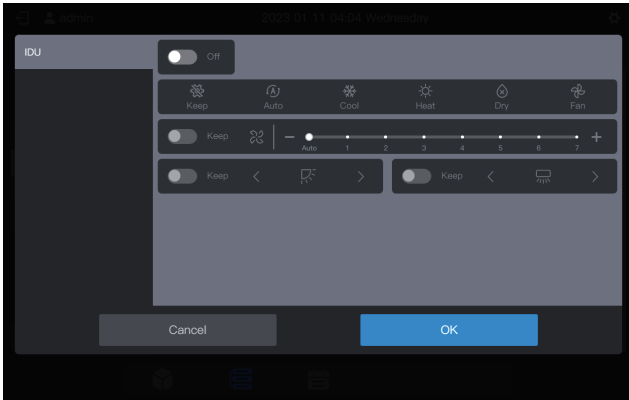 admin
2023 01 11 04:04 Wednesday
IDU
Off
Keep Auto Cool Heat Dry Fan
Keep
Auto 1 2 3 4 5 6 7
Keep
Keep
Cancel
OK